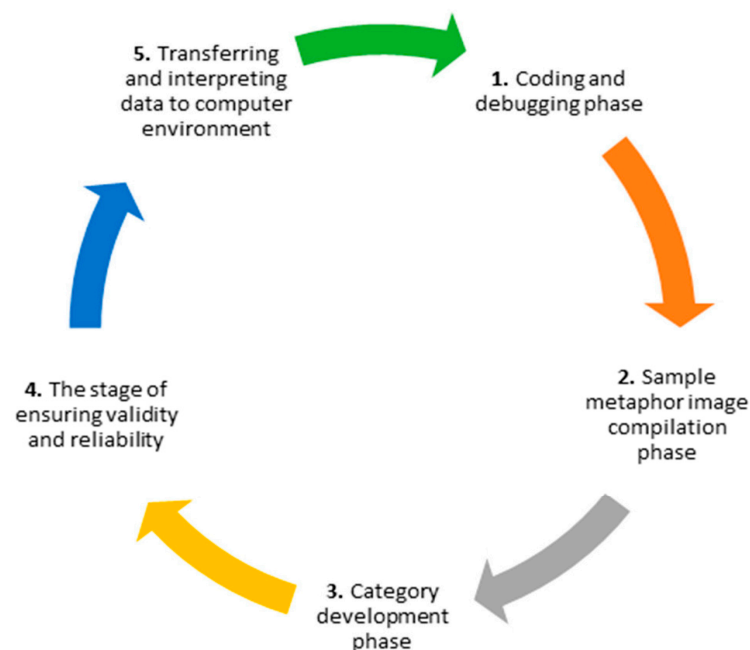 1. Coding and
debugging phase
2. Sample
metaphor image
compilation
phase
3. Category
development
phase
4. The stage of
ensuring validity
and reliability
5. Transferring
and interpreting
data to computer
environment